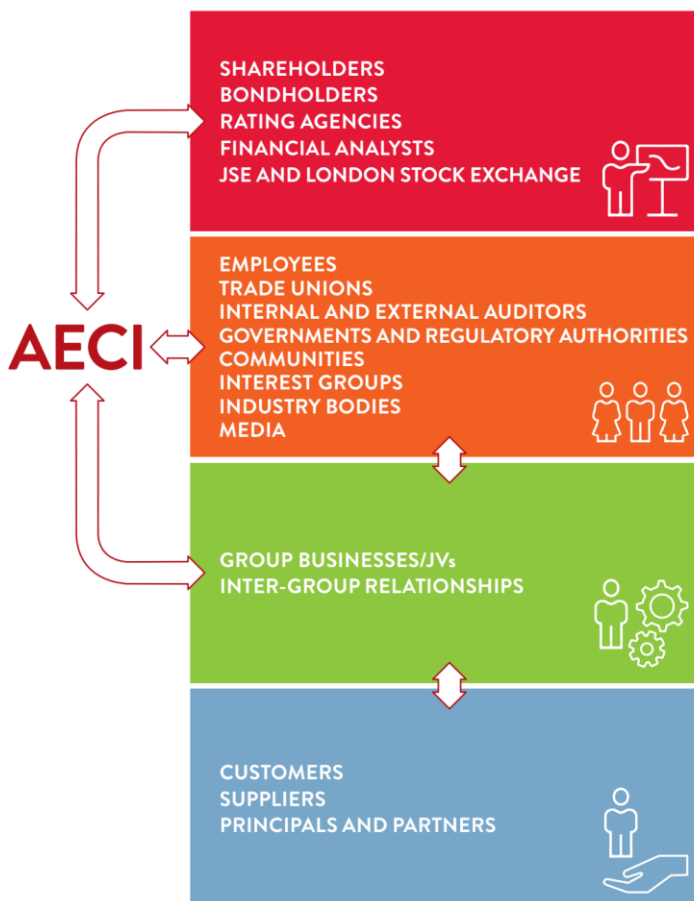 SHAREHOLDERS
BONDHOLDERS
RATING AGENCIES
FINANCIAL ANALYSTS
JSE AND LONDON STOCK EXCHANGE
AECI
EMPLOYEES
TRADE UNIONS
INTERNAL AND EXTERNAL AUDITORS
GOVERNMENTS AND REGULATORY AUTHORITIES
COMMUNITIES
INTEREST GROUPS
INDUSTRY BODIES
MEDIA
GROUP BUSINESSES/JVs
INTER-GROUP RELATIONSHIPS
CUSTOMERS
SUPPLIERS
PRINCIPALS AND PARTNERS